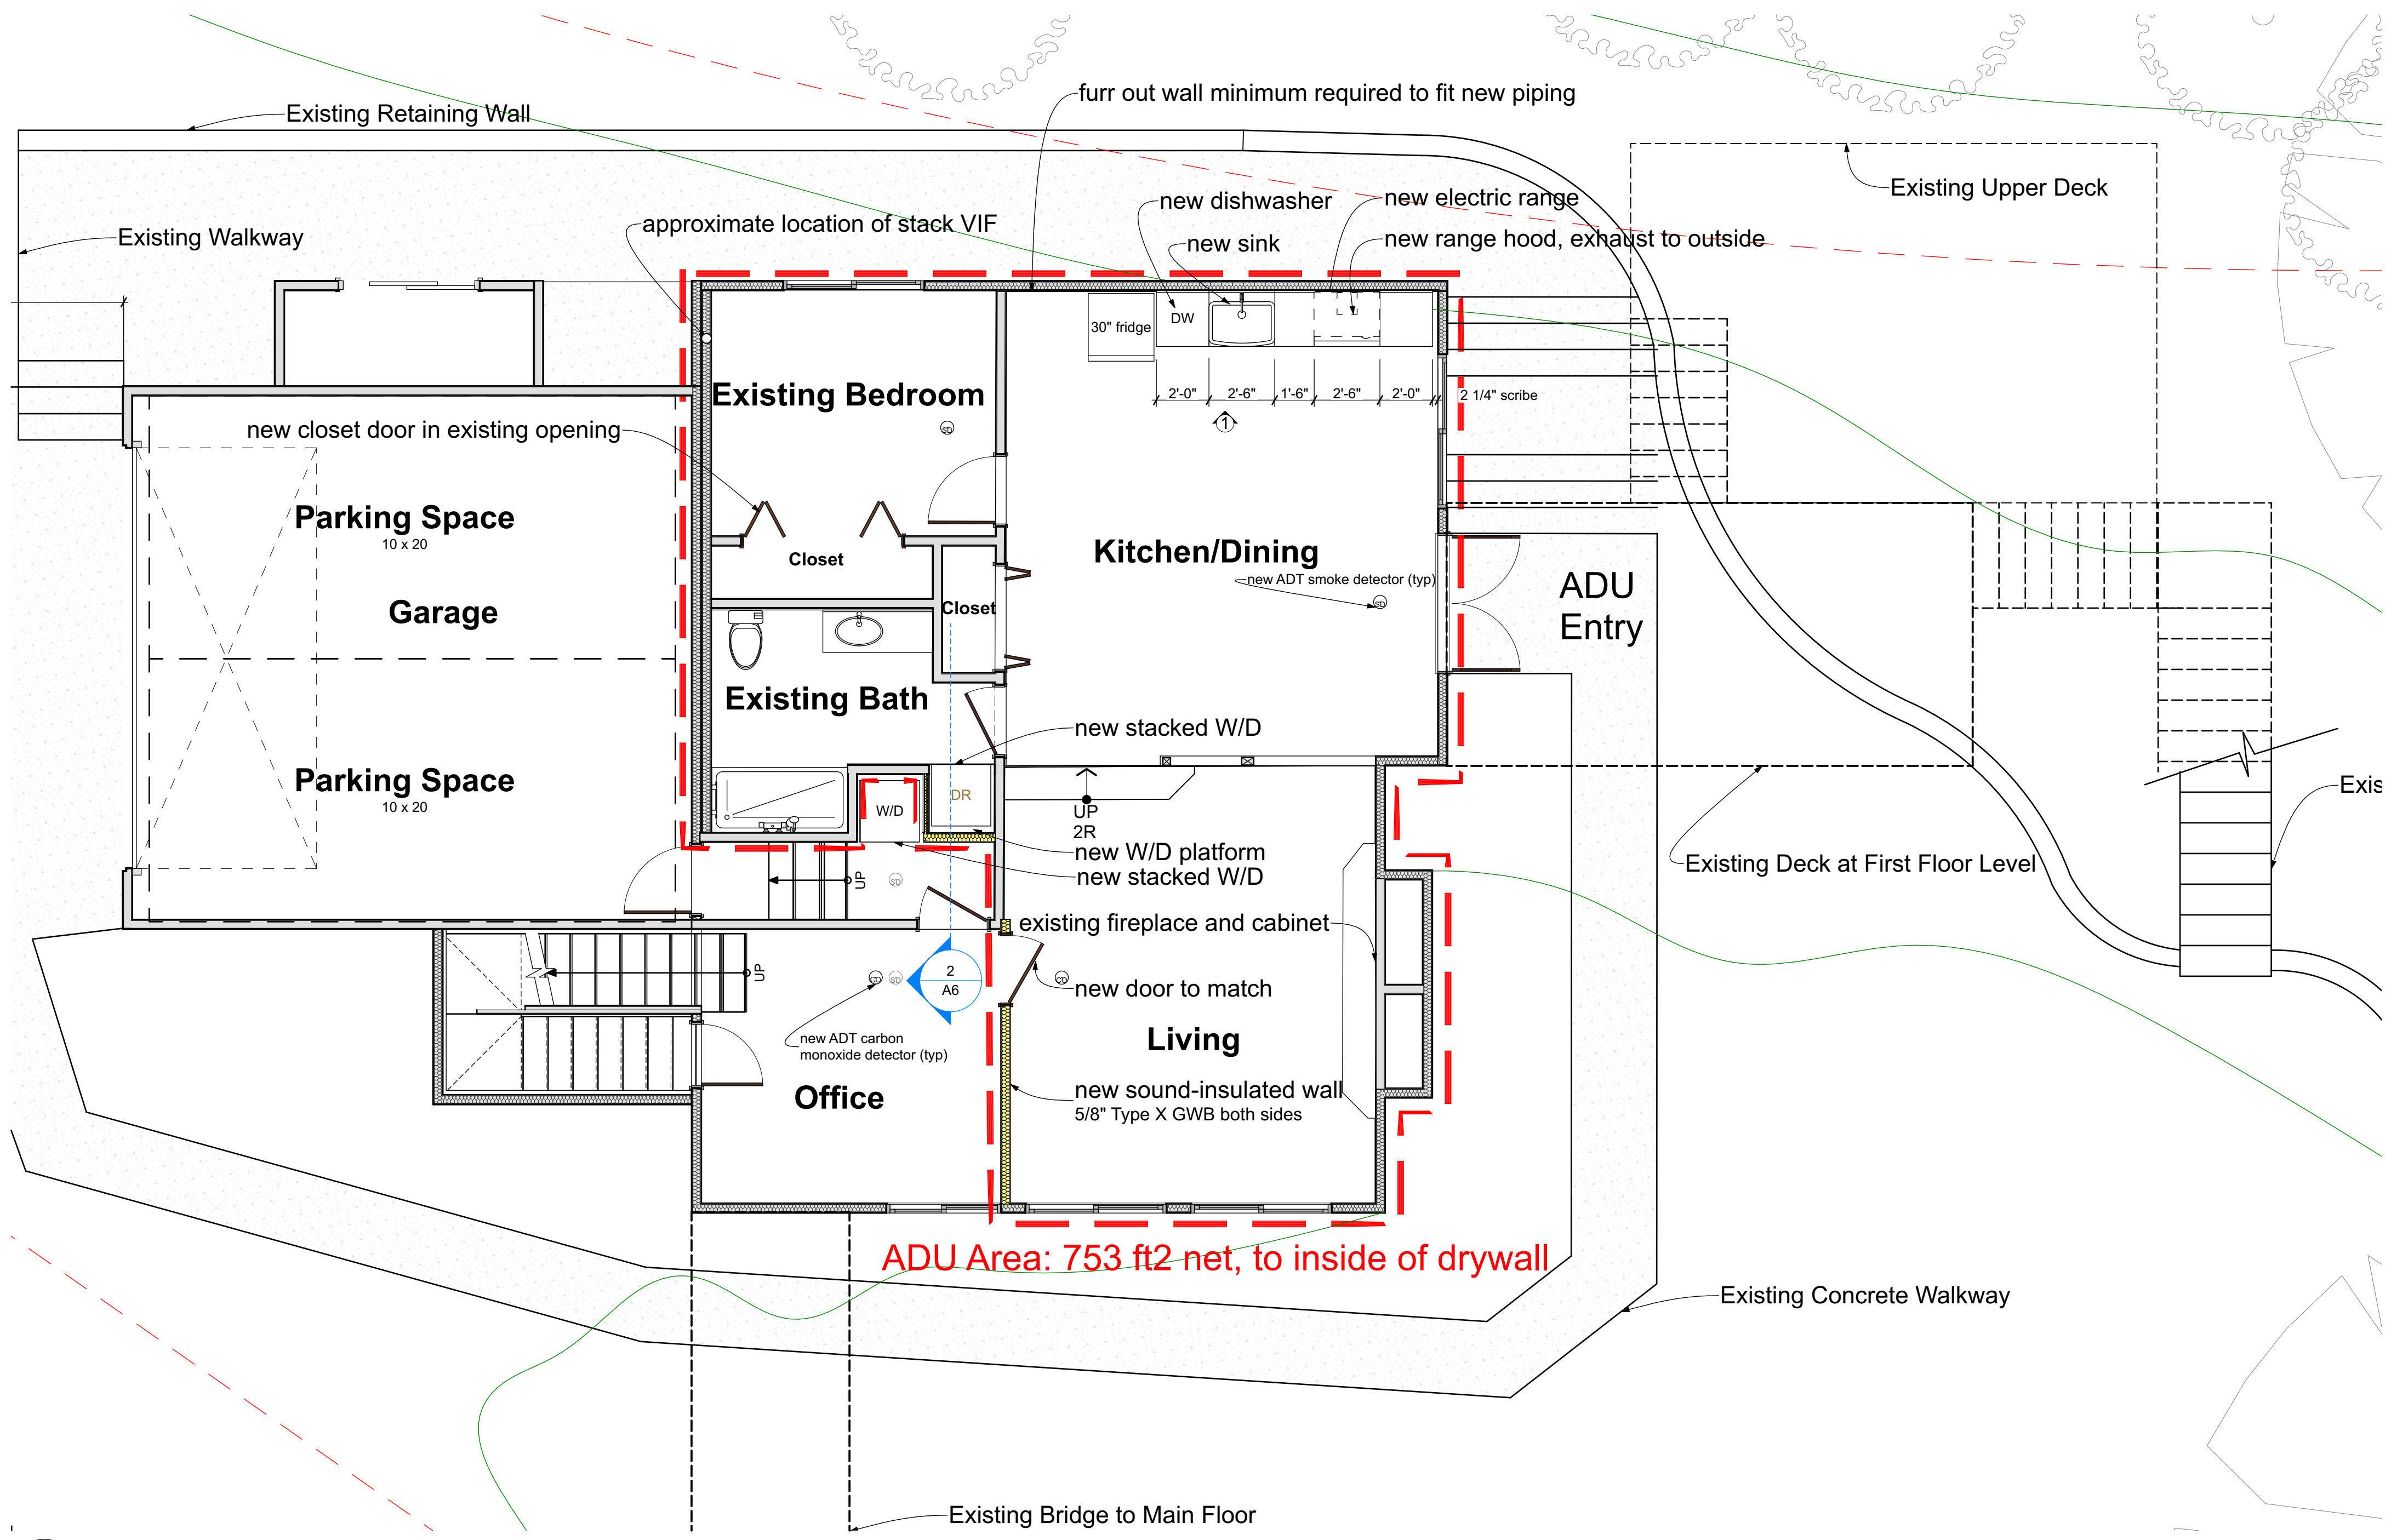 furr out wall minimum required to fit new piping
Existing Retaining Wall
Existing Upper Deck
new dishwasher
new electric range
approximate location of stack VIF
Existing Walkway
new sink
new range hood, exhaust to outside
30" fridge
DW
Existing Bedroom
2'-0"
2'-6"
1'-6"
2'-6"
2'-0"
2 1/4" scribe
1
new closet door in existing opening
SD
Parking Space
10 x 20
Closet
Kitchen/Dining
new ADT smoke detector (typ)
SD
ADU
Entry
Garage
Closet
Existing Bath
new stacked W/D
Parking Space
10 x 20
DR
W/D
UP
2R
new W/D platform
new stacked W/D
UP
SD
Existing Deck at First Floor Level
Exis
existing fireplace and cabinet
UP
CO
SD
2
A6
CO
new door to match
new ADT carbon
monoxide detector (typ)
Living
Office
new sound-insulated wall
5/8" Type X GWB both sides
ADU Area: 753 ft2 net, to inside of drywall
Existing Concrete Walkway
Existing Bridge to Main Floor